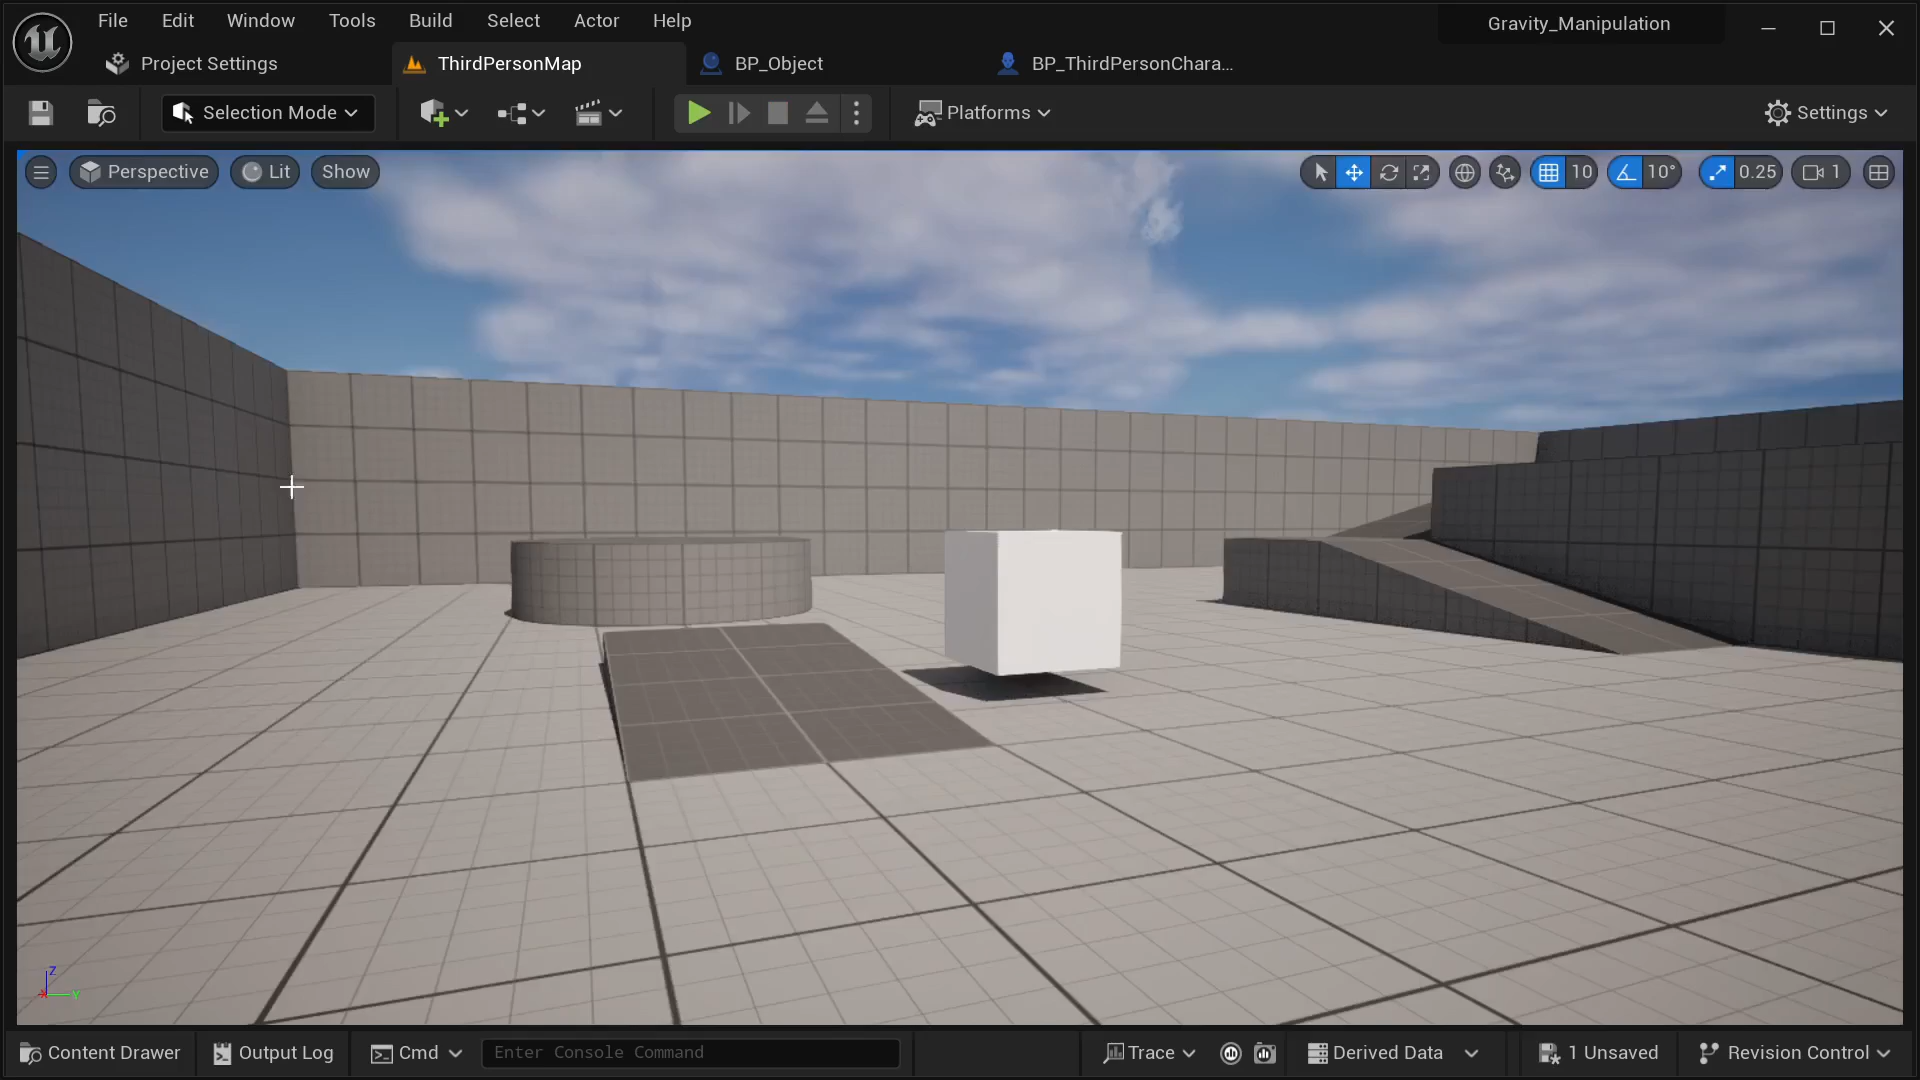 File Edit Window Tools Build Select Actor Help
Gravity_Manipulation
Project Settings
ThirdPersonMap
BP_Object
BP_ThirdPersonChara...
Selection Mode
Platforms
Settings
Perspective
Lit
Show
10
10°
0.25
1
Z
X
Y
Content Drawer
Output Log
Cmd
Enter Console Command
Trace
Derived Data
1 Unsaved
Revision Control